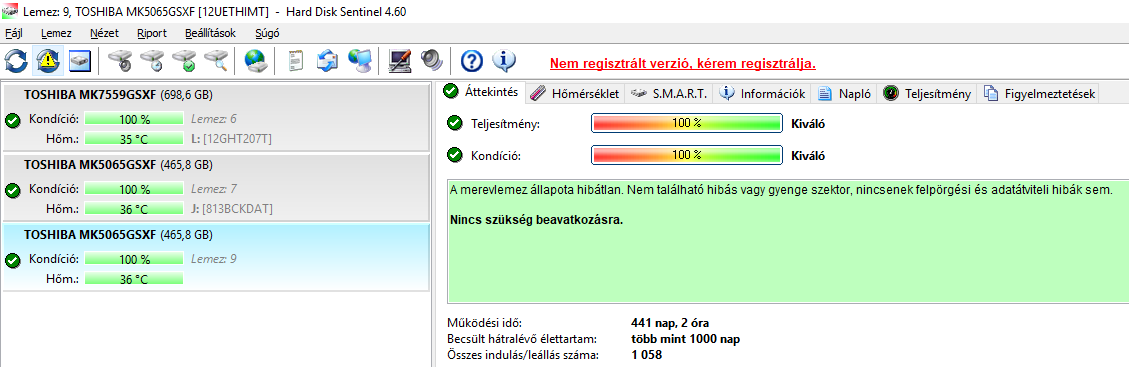 Lemez: 9, TOSHIBA MK5065GSXF [12UETHIMT] - Hard Disk Sentinel 4.60
Fájl Lemez Nézet Riport Beállítások Súgó
Nem regisztrált verzió, kérem regisztrálja.
TOSHIBA MK7559GSXF (698,6 GB)
Kondíció: 100 % Lemez: 6
Hőm.: 35 °C L: [12GHT207T]
TOSHIBA MK5065GSXF (465,8 GB)
Kondíció: 100 % Lemez: 7
Hőm.: 36 °C J: [813BCKDAT]
TOSHIBA MK5065GSXF (465,8 GB)
Kondíció: 100 % Lemez: 9
Hőm.: 36 °C
Áttekintés Hőmérséklet S.M.A.R.T. Információk Napló Teljesítmény Figyelmeztetések
Teljesítmény: 100 % Kiváló
Kondíció: 100 % Kiváló
A merevlemez állapota hibátlan. Nem található hibás vagy gyenge szektor, nincsenek felpörgési és adatátviteli hibák sem.
Nincs szükség beavatkozásra.
Működési idő: 441 nap, 2 óra
Becsült hátralévő élettartam: több mint 1000 nap
Összes indulás/leállás száma: 1 058